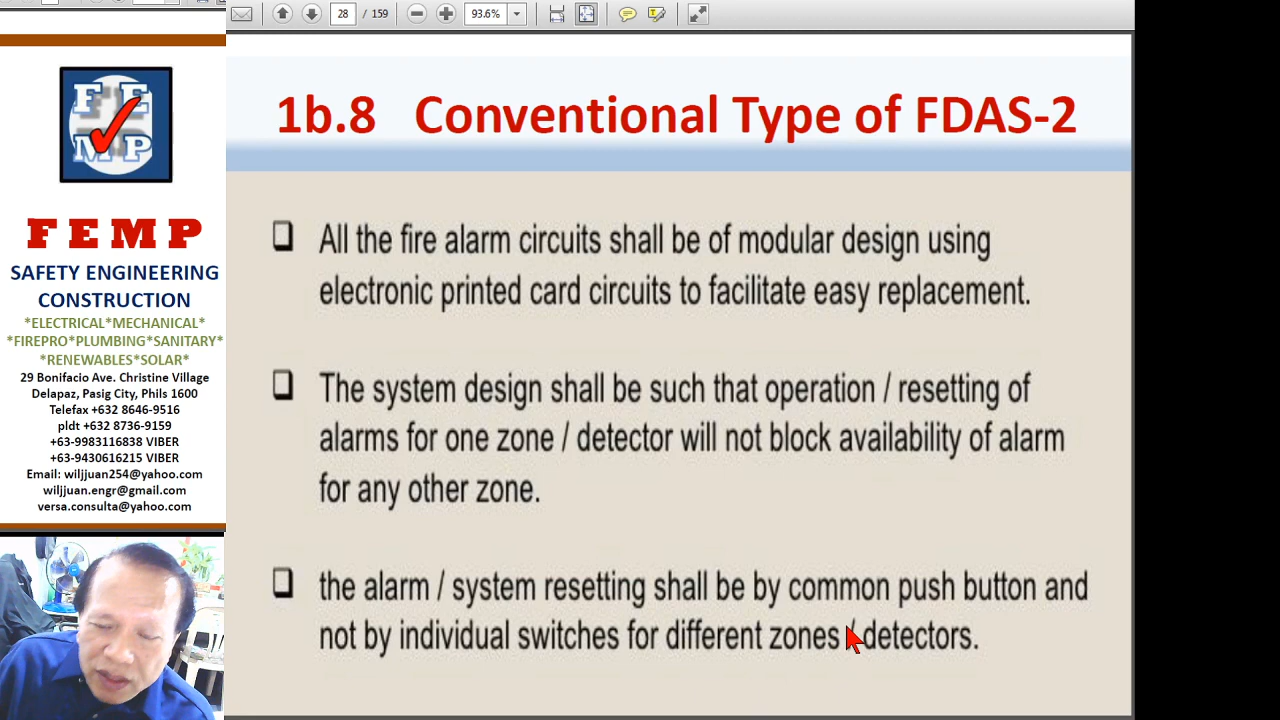 28 / 159
93.6%
F E
M P
F E M P
SAFETY ENGINEERING
CONSTRUCTION
*ELECTRICAL*MECHANICAL*
*FIREPRO*PLUMBING*SANITARY*
*RENEWABLES*SOLAR*
29 Bonifacio Ave. Christine Village
Delapaz, Pasig City, Phils 1600
Telefax +632 8646-9516
pldt +632 8736-9159
+63-9983116838 VIBER
+63-9430616215 VIBER
Email: wiljjuan254@yahoo.com
wiljjuan.engr@gmail.com
versa.consulta@yahoo.com
1b.8 Conventional Type of FDAS-2
All the fire alarm circuits shall be of modular design using
electronic printed card circuits to facilitate easy replacement.
The system design shall be such that operation / resetting of
alarms for one zone / detector will not block availability of alarm
for any other zone.
the alarm / system resetting shall be by common push button and
not by individual switches for different zones / detectors.